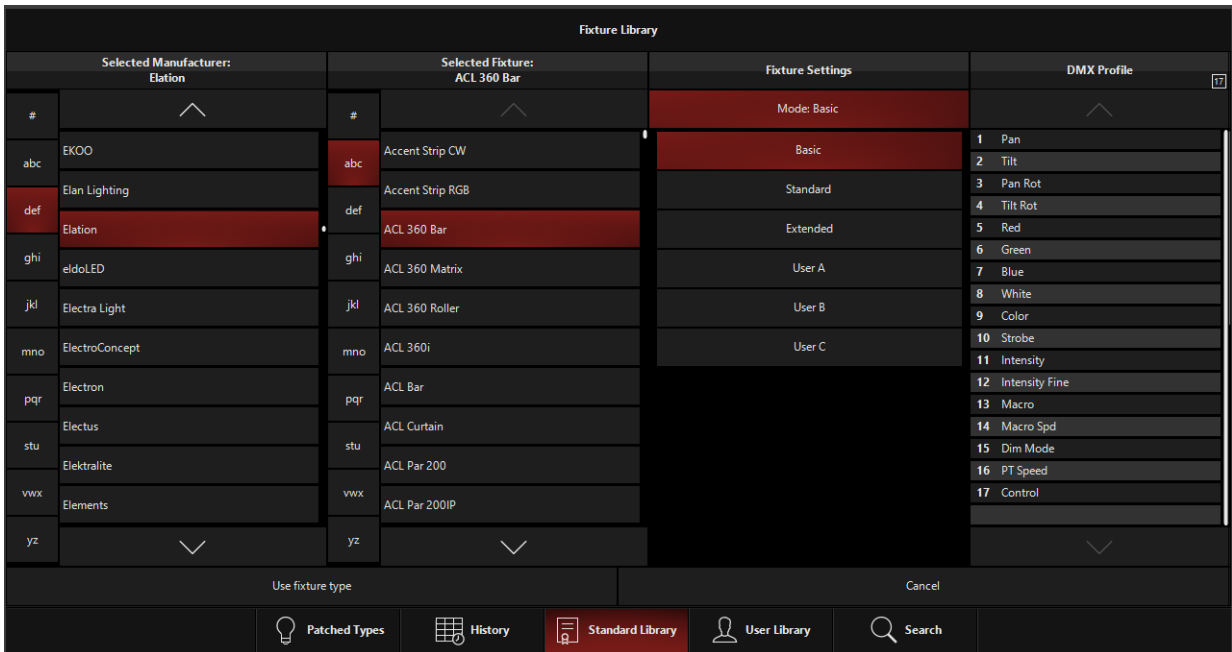 Fixture Library
Selected Manufacturer:
Elation
Selected Fixture:
ACL 360 Bar
Fixture Settings
DMX Profile
17
#
abc
def
ghi
jkl
mno
pqr
stu
vwx
yz
EKOO
Elan Lighting
Elation
eldoLED
Electra Light
ElectroConcept
Electron
Electus
Elektralite
Elements
#
abc
def
ghi
jkl
mno
pqr
stu
vwx
yz
Accent Strip CW
Accent Strip RGB
ACL 360 Bar
ACL 360 Matrix
ACL 360 Roller
ACL 360i
ACL Bar
ACL Curtain
ACL Par 200
ACL Par 200IP
Mode: Basic
Basic
Standard
Extended
User A
User B
User C
1 Pan
2 Tilt
3 Pan Rot
4 Tilt Rot
5 Red
6 Green
7 Blue
8 White
9 Color
10 Strobe
11 Intensity
12 Intensity Fine
13 Macro
14 Macro Spd
15 Dim Mode
16 PT Speed
17 Control
Use fixture type
Cancel
Patched Types
History
Standard Library
User Library
Search